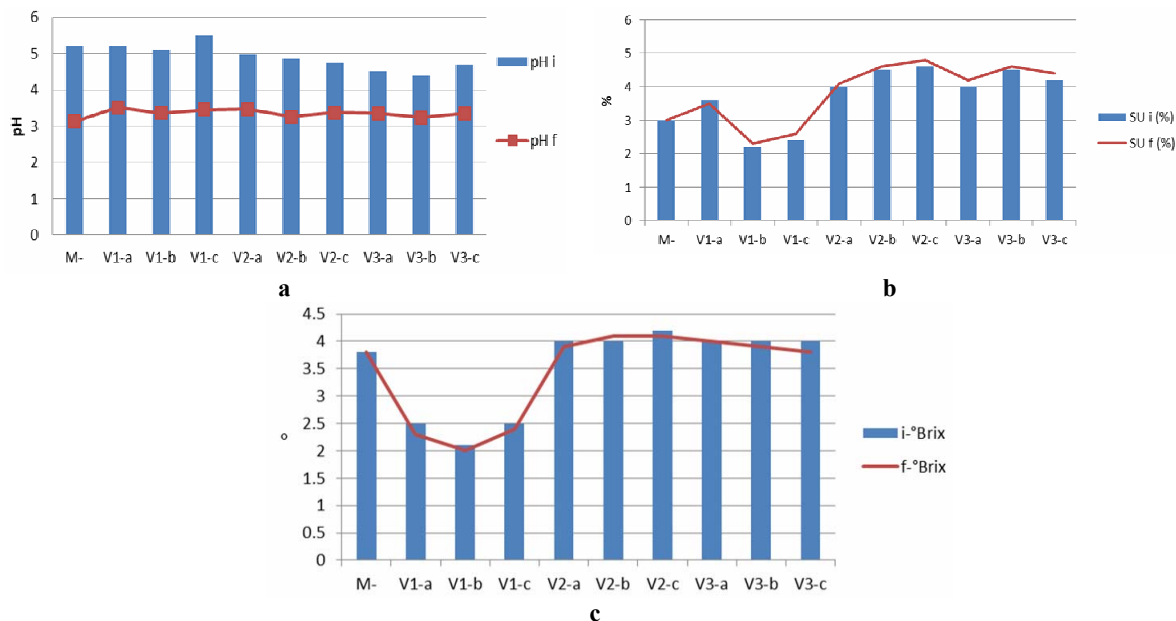 6
5
4
3
2
1
0
pH
M-
V1-a
V1-b
V1-c
V2-a
V2-b
V2-c
V3-a
V3-b
V3-c
pH i
pH f
a
6
5
4
3
2
1
0
%
M-
V1-a
V1-b
V1-c
V2-a
V2-b
V2-c
V3-a
V3-b
V3-c
SU i (%)
SU f (%)
b
4.5
4
3.5
3
2.5
2
1.5
1
0.5
0
°
M-
V1-a
V1-b
V1-c
V2-a
V2-b
V2-c
V3-a
V3-b
V3-c
i-°Brix
f-°Brix
c